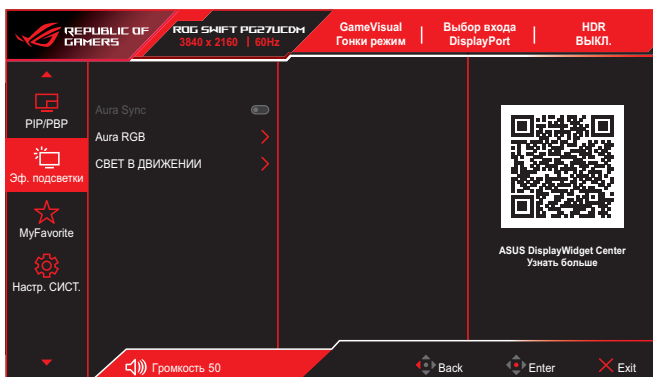 REPUBLIC OF
GAMERS
ROG SWIFT PG27UCDM
3840 x 2160 | 60Hz
GameVisual
Гонки режим
Выбор входа
DisplayPort
HDR
ВЫКЛ.
PIP/PBP
Эф. подсветки
MyFavorite
Настр. СИСТ.
Aura Sync
Aura RGB
СВЕТ В ДВИЖЕНИИ
ASUS DisplayWidget Center
Узнать больше
Громкость 50
Back
Enter
Exit